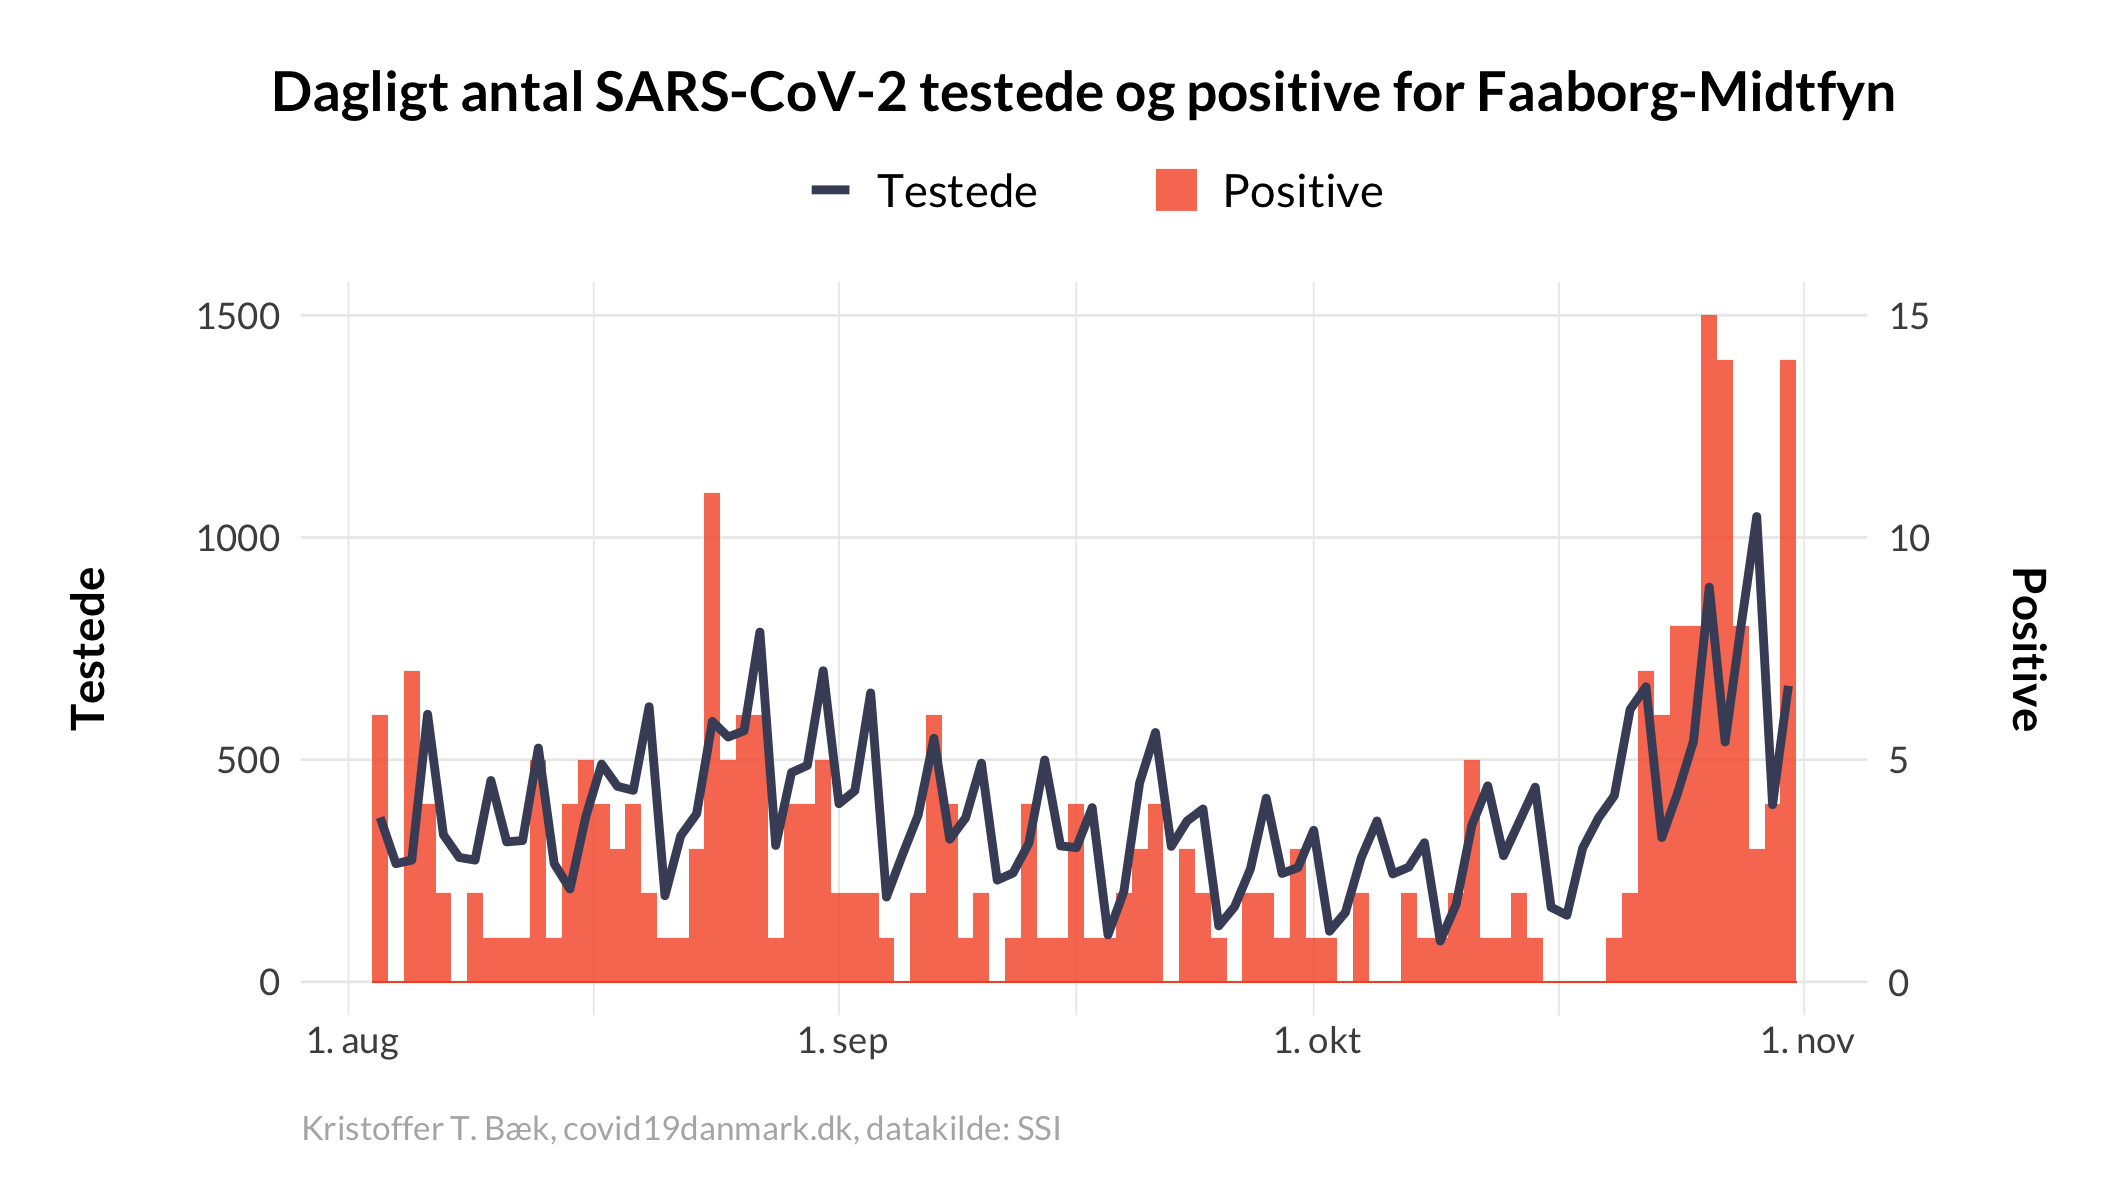 Dagligt antal SARS-CoV-2 testede og positive for Faaborg-Midtfyn
Testede
Positive
1500
1000
500
0
15
10
5
0
Testede
Positive
1. aug
1. sep
1. okt
1. nov
Kristoffer T. Bæk, covid19danmark.dk, datakilde: SSI